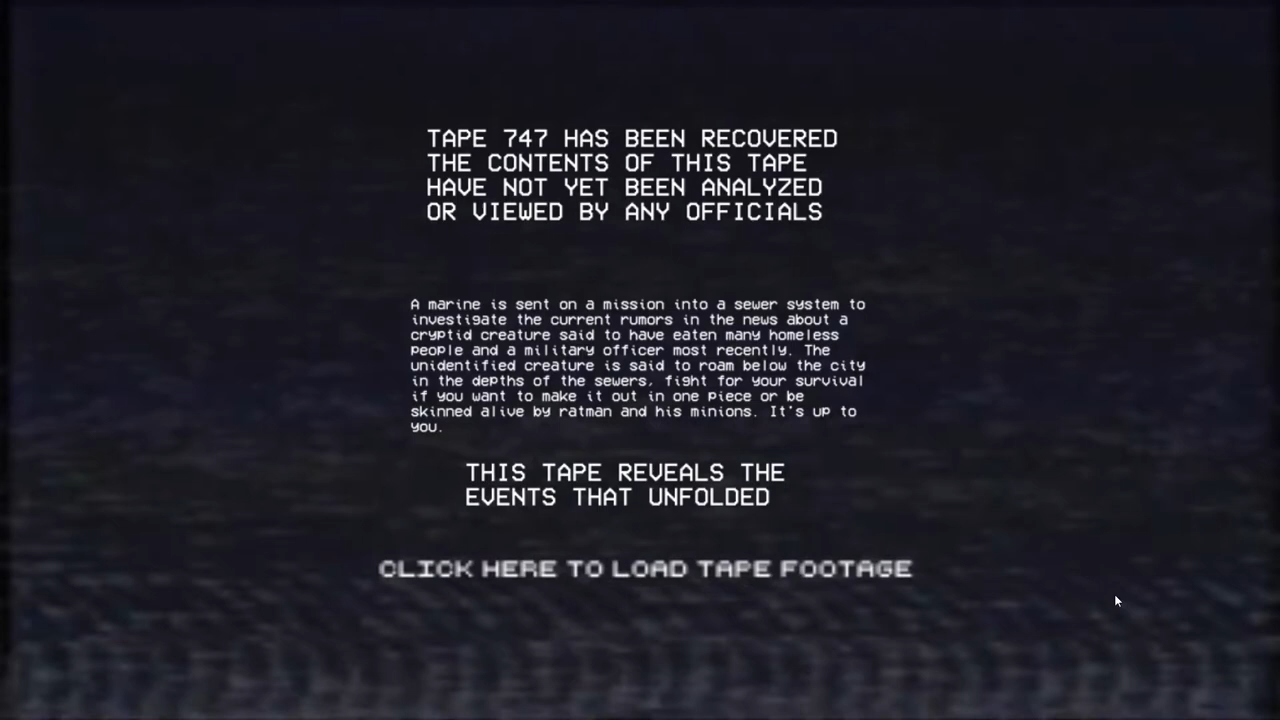 TAPE 747 HAS BEEN RECOVERED
THE CONTENTS OF THIS TAPE
HAVE NOT YET BEEN ANALYZED
OR VIEWED BY ANY OFFICIALS
A marine is sent on a mission into a sewer system to
investigate the current rumors in the news about a
cryptid creature said to have eaten many homeless
people and a military officer most recently. The
unidentified creature is said to roam below the city
in the depths of the sewers, fight for your survival
if you want to make it out in one piece or be
skinned alive by ratman and his minions. It's up to
you.
THIS TAPE REVEALS THE
EVENTS THAT UNFOLDED
CLICK HERE TO LOAD TAPE FOOTAGE